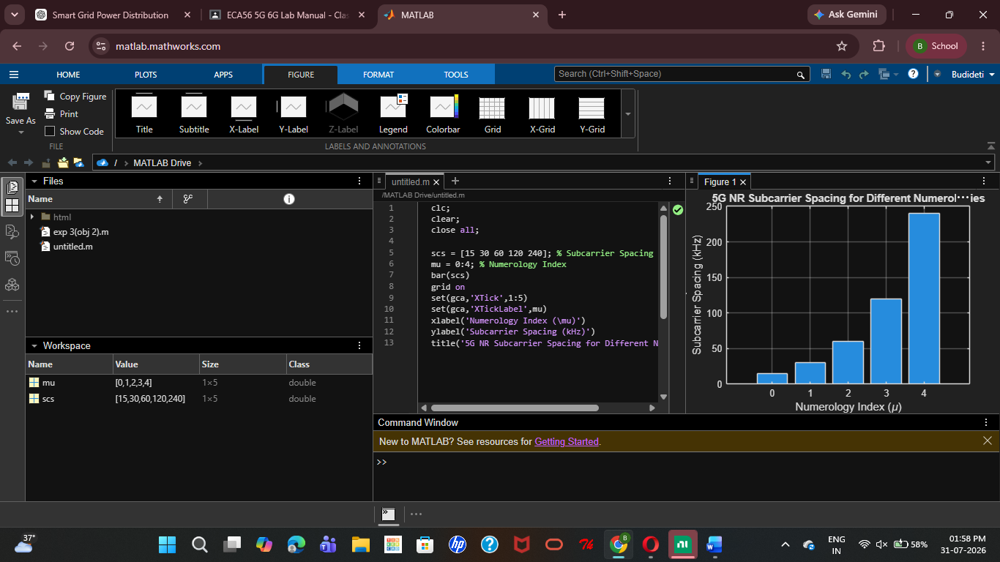 Smart Grid Power Distribution
ECA56 5G 6G Lab Manual - Clas
MATLAB
Ask Gemini
matlab.mathworks.com
B
School
HOME
PLOTS
APPS
FIGURE
FORMAT
TOOLS
Search (Ctrl+Shift+Space)
Budideti
Save As
Copy Figure
Print
Show Code
FILE
Title
Subtitle
X-Label
Y-Label
Z-Label
Legend
Colorbar
Grid
X-Grid
Y-Grid
LABELS AND ANNOTATIONS
/ > MATLAB Drive >
Files
Name
html
exp 3(obj 2).m
untitled.m
Workspace
Name Value Size Class
mu [0,1,2,3,4] 1×5 double
scs [15,30,60,120,240] 1×5 double
untitled.m
/MATLAB Drive/untitled.m
1 clc;
2 clear;
3 close all;
4
5 scs = [15 30 60 120 240]; % Subcarrier Spacing
6 mu = 0:4; % Numerology Index
7 bar(scs)
8 grid on
9 set(gca,'XTick',1:5)
10 set(gca,'XTickLabel',mu)
11 xlabel('Numerology Index (\mu)')
12 ylabel('Subcarrier Spacing (kHz)')
13 title('5G NR Subcarrier Spacing for Different N
Figure 1
5G NR Subcarrier Spacing for Different Numerol···ies
250
200
150
100
50
0
Subcarrier Spacing (kHz)
0 1 2 3 4
Numerology Index (μ)
Command Window
New to MATLAB? See resources for Getting Started.
>>
37°
hp
Th
B
ENG
IN
58%
01:58 PM
31-07-2026